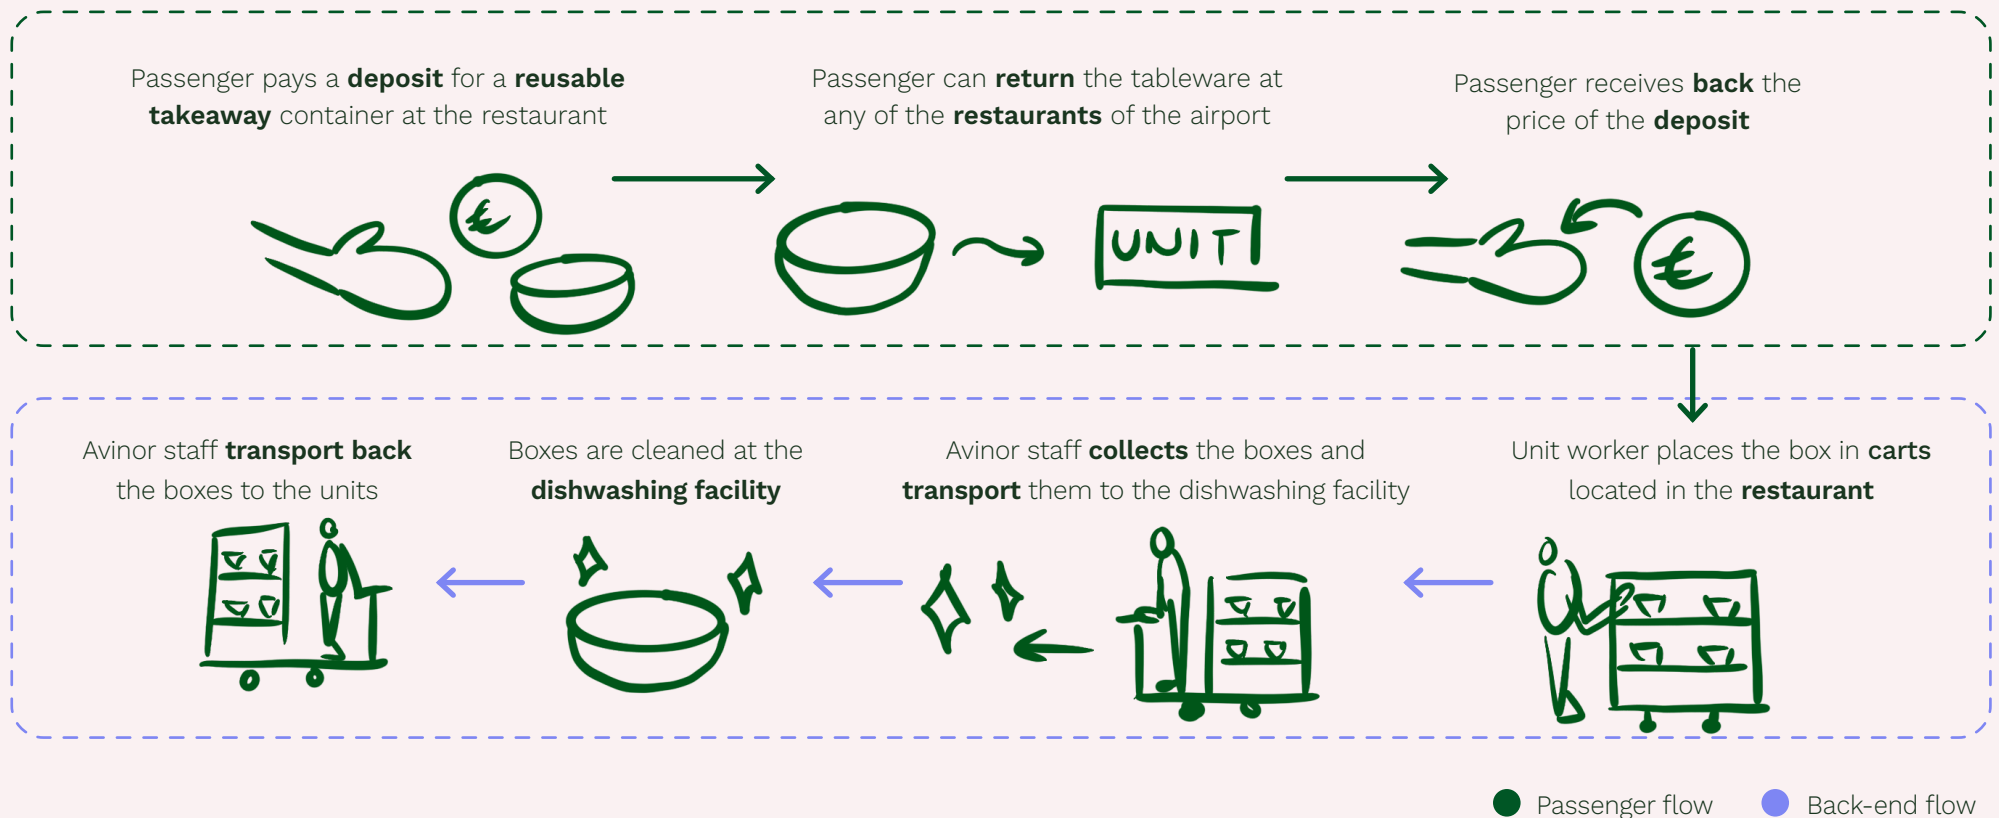 Passenger pays a deposit for a reusable
takeaway container at the restaurant
Passenger can return the tableware at
any of the restaurants of the airport
Passenger receives back the
price of the deposit
€
UNIT
€
Avinor staff transport back
the boxes to the units
Boxes are cleaned at the
dishwashing facility
Avinor staff collects the boxes and
transport them to the dishwashing facility
Unit worker places the box in carts
located in the restaurant
Passenger flow
Back-end flow